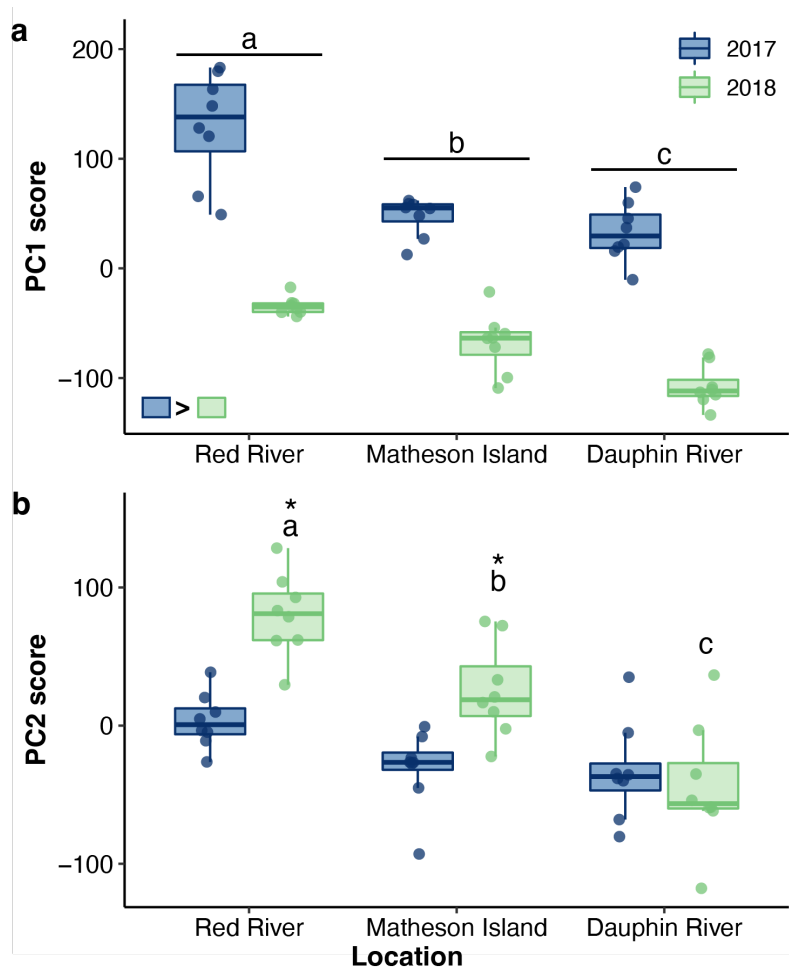 a
200
a
2017
2018
100
b
c
PC1 score
0
−100
>
Red River
Matheson Island
Dauphin River
b
*
a
*
b
100
c
PC2 score
0
−100
Red River
Matheson Island
Dauphin River
Location